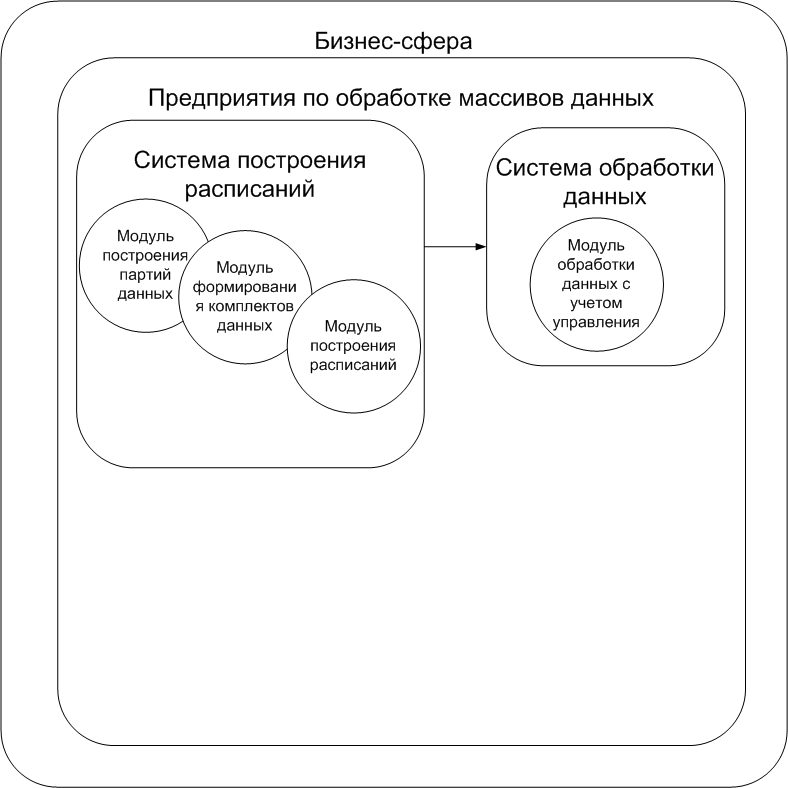 Бизнес-сфера
Предприятия по обработке массивов данных
Система построения
расписаний
Модуль
построения
партий
данных
Модуль
формировани
я комплектов
данных
Модуль
построения
расписаний
Система обработки
данных
Модуль
обработки
данных с
учетом
управления